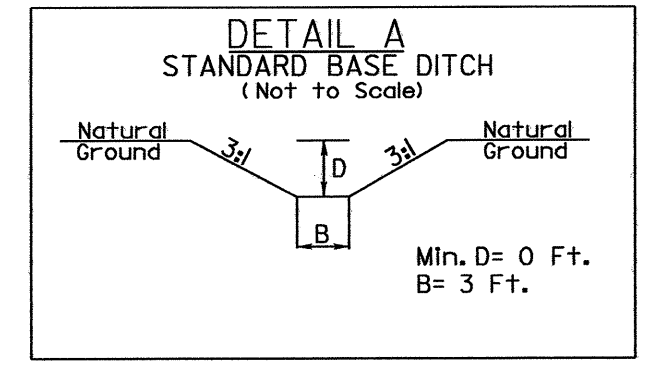 DETAIL A
STANDARD BASE DITCH
(Not to Scale)
Natural
Ground
3:1
D
3:1
Natural
Ground
B
Min. D= 0 Ft.
B= 3 Ft.